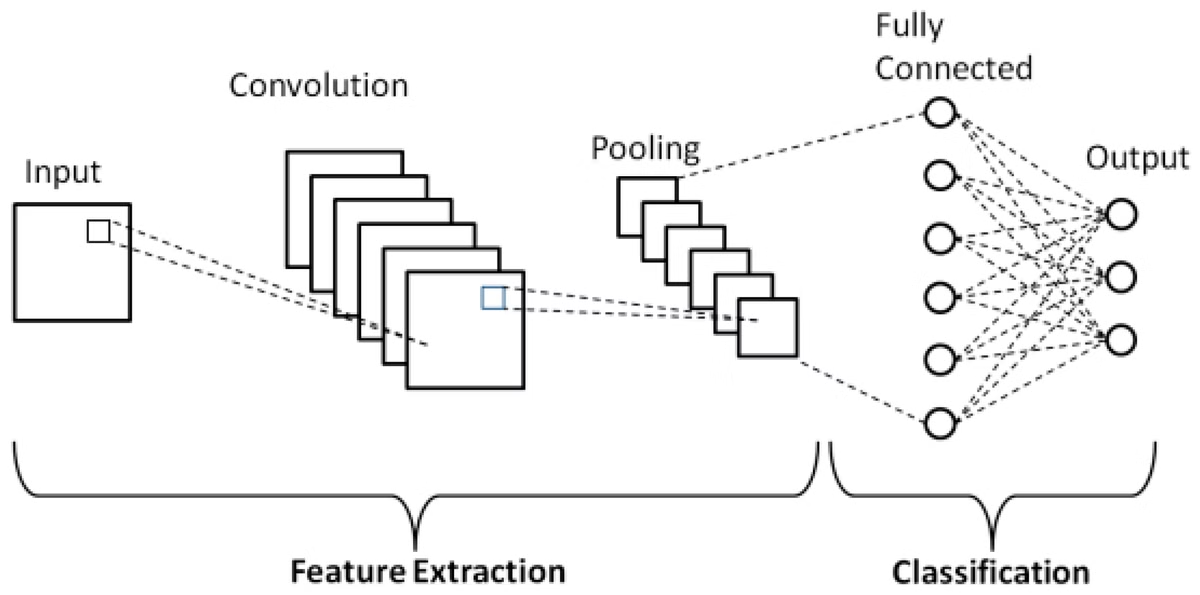 Input
Convolution
Pooling
Fully
Connected
Output
Feature Extraction
Classification